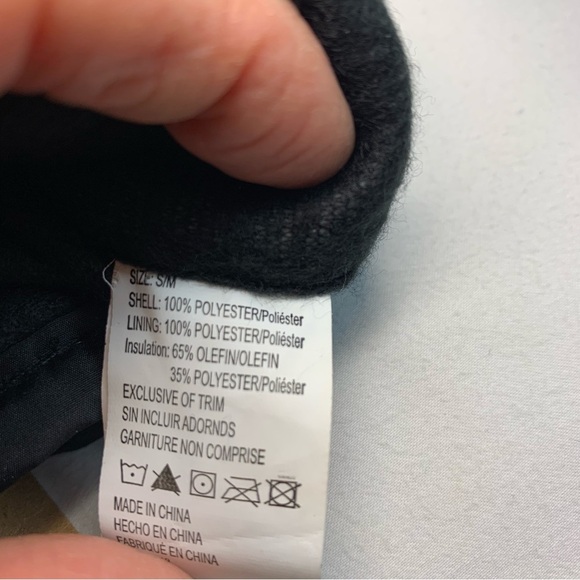 SIZE: S/M
SHELL: 100% POLYESTER/Poliéster
LINING: 100% POLYESTER/Poliéster
Insulation: 65% OLEFIN/OLEFIN
35% POLYESTER/Poliéster
EXCLUSIVE OF TRIM
SIN INCLUIR ADORNDS
GARNITURE NON COMPRISE
MADE IN CHINA
HECHO EN CHINA
FABRIQUÉ EN CHINA